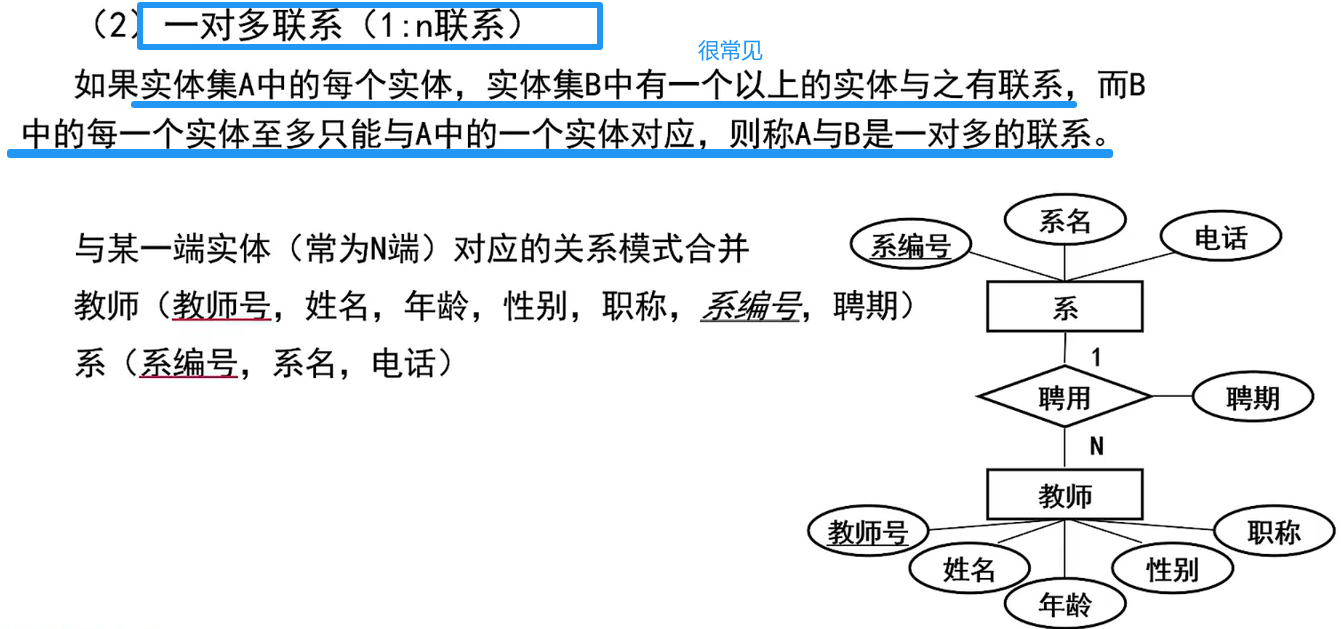 （2）一对多联系（1:n联系）
很常见
如果实体集A中的每个实体，实体集B中有一个以上的实体与之有联系，而B
中的每一个实体至多只能与A中的一个实体对应，则称A与B是一对多的联系。
与某一端实体（常为N端）对应的关系模式合并
教师（教师号，姓名，年龄，性别，职称，系编号，聘期）
系（系编号，系名，电话）
系编号
系名
电话
系
1
聘用
聘期
N
教师
教师号
姓名
年龄
性别
职称